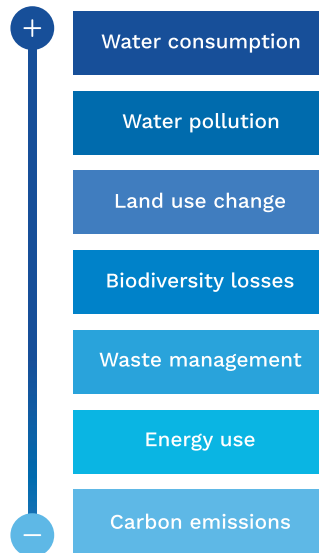 +
Water consumption
Water pollution
Land use change
Biodiversity losses
Waste management
Energy use
Carbon emissions
−